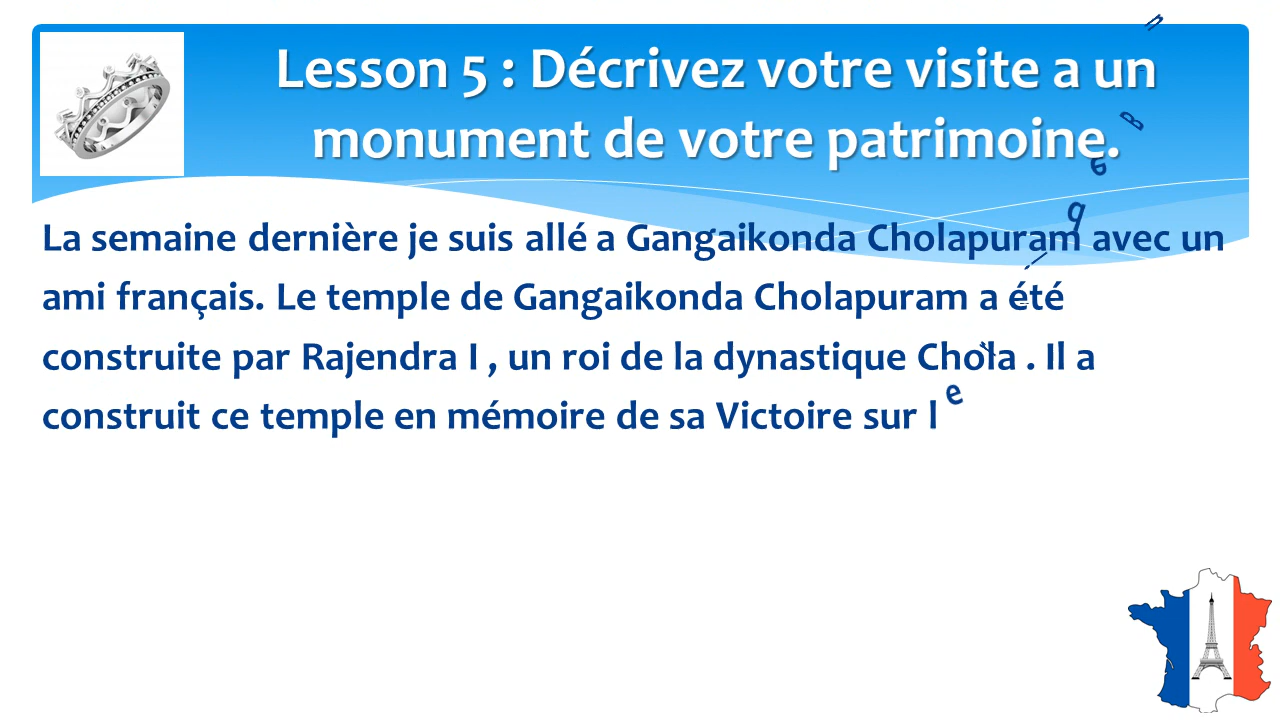 Lesson 5 : Décrivez votre visite a un
monument de votre patrimoine.
La semaine dernière je suis allé a Gangaikonda Cholapuram avec un
ami français. Le temple de Gangaikonda Cholapuram a été
construite par Rajendra I , un roi de la dynastique Chola . Il a
construit ce temple en mémoire de sa Victoire sur le